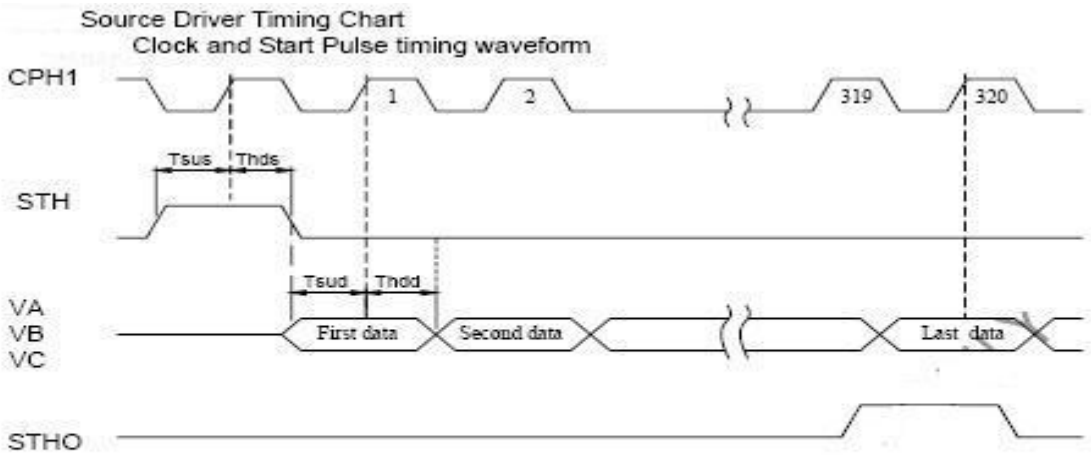 Source Driver Timing Chart
Clock and Start Pulse timing waveform
CPH1
1
2
319
320
Tsus
Thds
STH
Tsud
Thdd
VA
VB
VC
First data
Second data
Last data
STHO